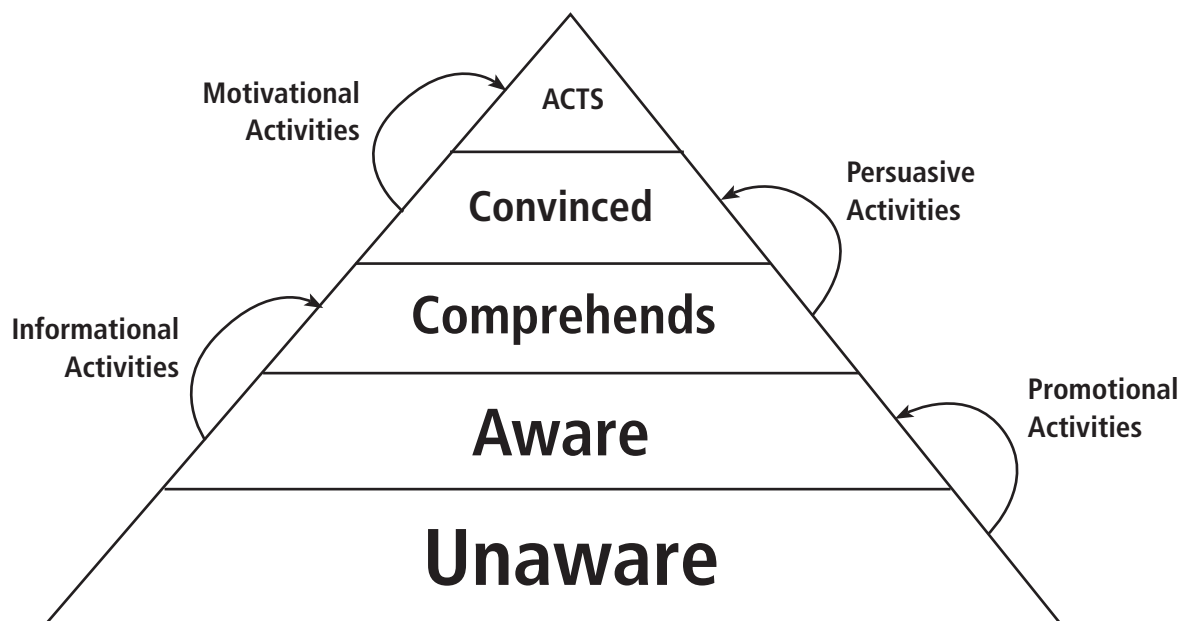 Motivational
Activities
ACTS
Persuasive
Activities
Convinced
Informational
Activities
Comprehends
Promotional
Activities
Aware
Unaware